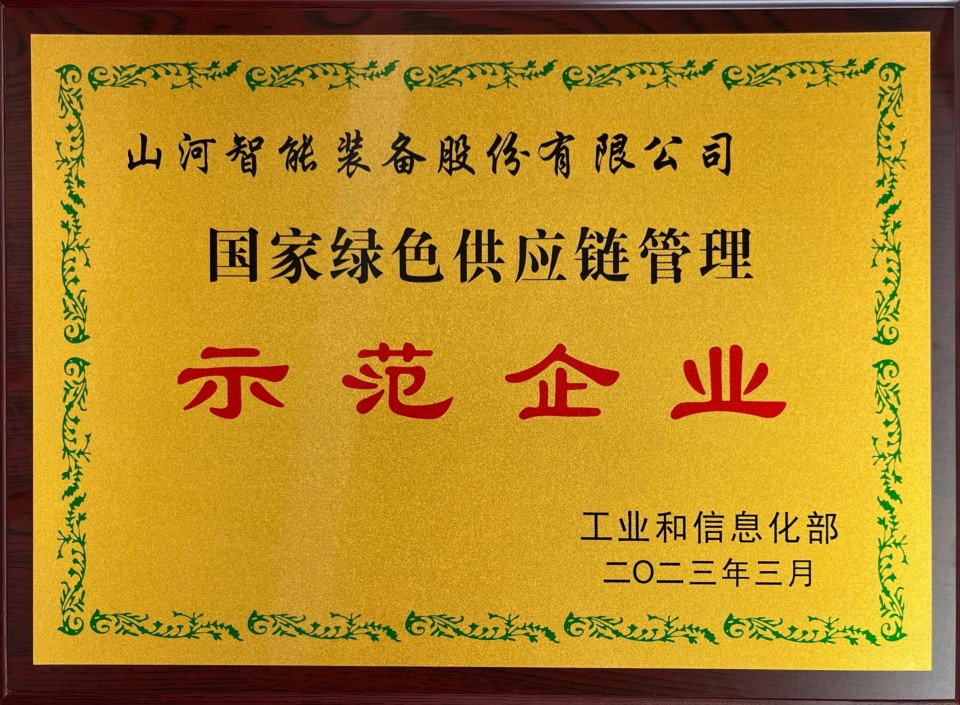 山河智能装备股份有限公司
国家绿色供应链管理
示范企业
工业和信息化部
二〇二三年三月